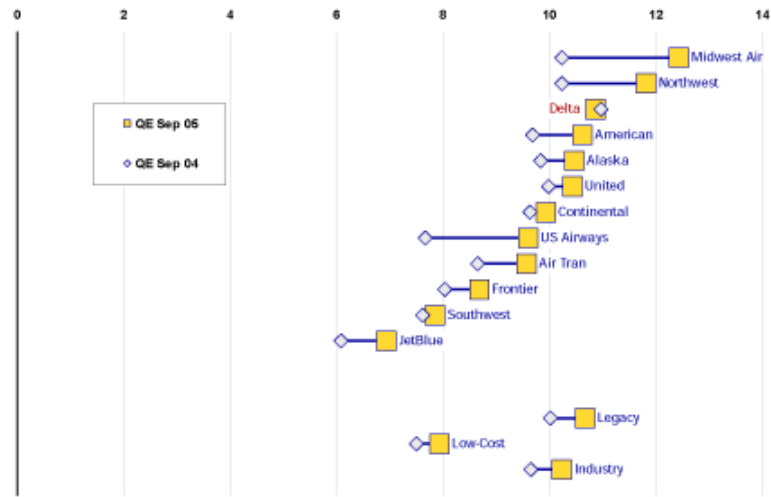 0 2 4 6 8 10 12 14
Midwest Air
Northwest
Delta
QE Sep 05
American
Alaska
QE Sep 04
United
Continental
US Airways
Air Tran
Frontier
Southwest
JetBlue
Legacy
Low-Cost
Industry